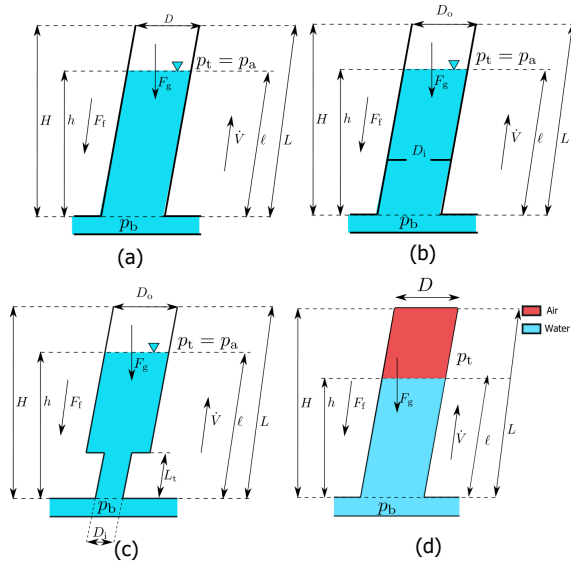 D
p_t = p_a
F_g
H
h
F_f
V̇
ℓ
L
p_b
(a)
D_o
p_t = p_a
F_g
H
h
F_f
D_i
V̇
ℓ
L
p_b
(b)
D_o
p_t = p_a
F_g
H
h
F_f
V̇
ℓ
L
L_t
p_b
D_i
(c)
D
Air
Water
p_t
F_g
H
h
F_f
V̇
ℓ
L
p_b
(d)